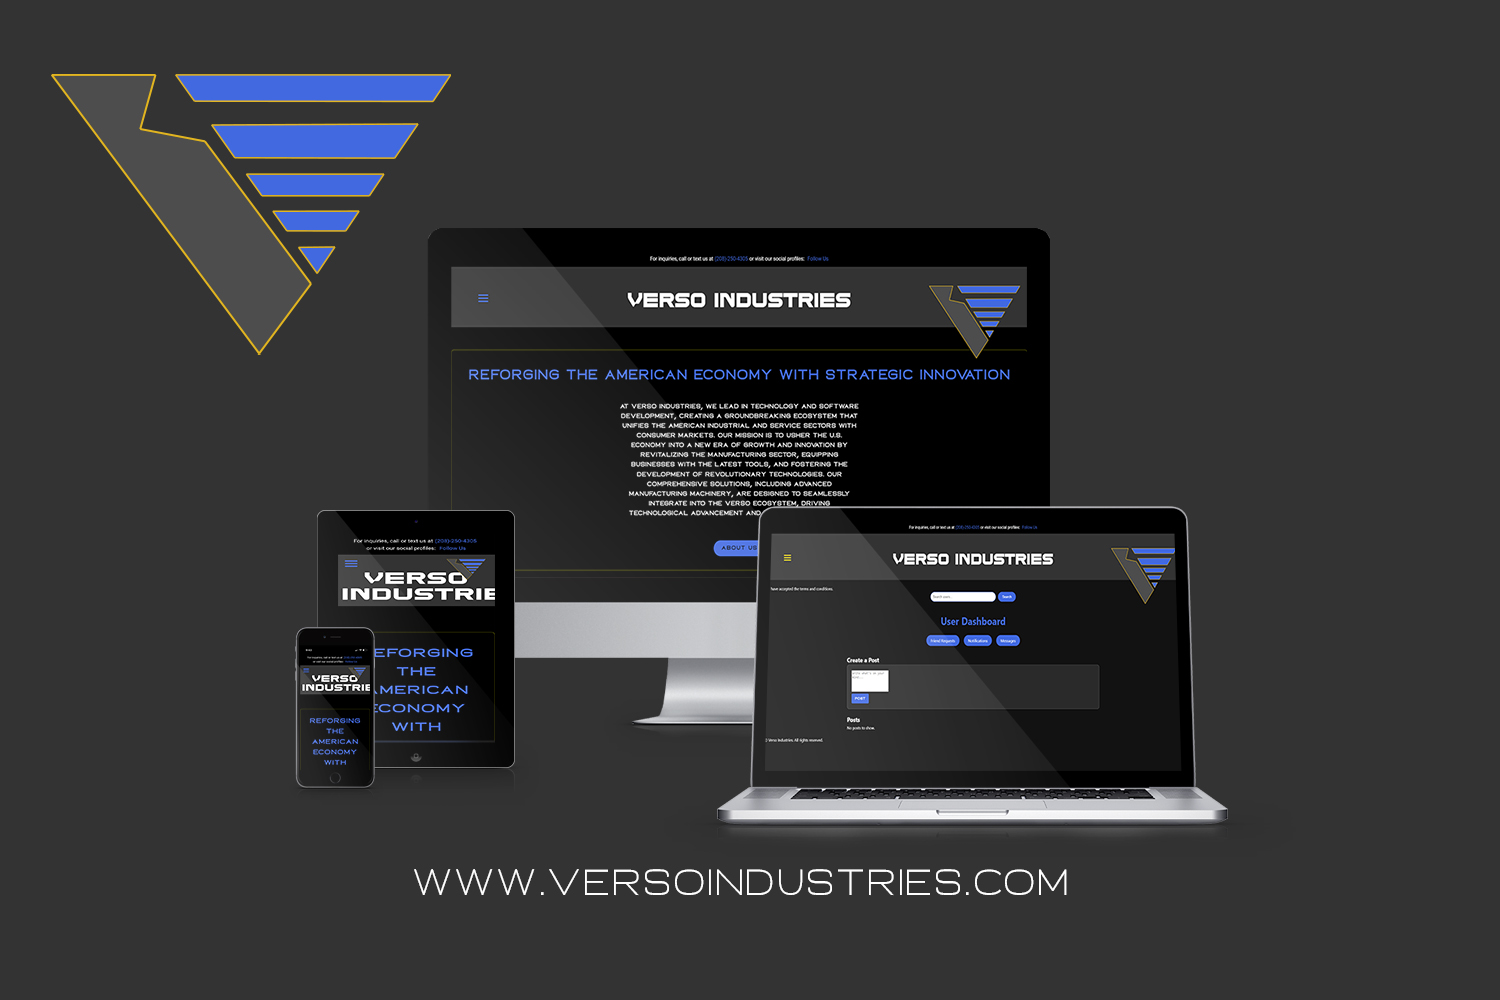 For inquiries, call or text us at (208)-250-4305 or visit our social profiles: Follow Us
VERSO INDUSTRIES
REFORGING THE AMERICAN ECONOMY WITH STRATEGIC INNOVATION
AT VERSO INDUSTRIES, WE LEAD IN TECHNOLOGY AND SOFTWARE
DEVELOPMENT, CREATING A GROUNDBREAKING ECOSYSTEM THAT
UNIFIES THE AMERICAN INDUSTRIAL AND SERVICE SECTORS WITH
CONSUMER MARKETS. OUR MISSION IS TO USHER THE U.S.
ECONOMY INTO A NEW ERA OF GROWTH AND INNOVATION BY
REVITALIZING THE MANUFACTURING SECTOR, EQUIPPING
BUSINESSES WITH THE LATEST TOOLS, AND FOSTERING THE
DEVELOPMENT OF REVOLUTIONARY TECHNOLOGIES. OUR
COMPREHENSIVE SOLUTIONS, INCLUDING ADVANCED
MANUFACTURING MACHINERY, ARE DESIGNED TO SEAMLESSLY
INTEGRATE INTO THE VERSO ECOSYSTEM, DRIVING
TECHNOLOGICAL ADVANCEMENT AND
ABOUT US
For inquiries, call or text us at (208)-250-4305
or visit our social profiles: Follow Us
VERSO
INDUSTRIE
EFORGING
THE
AMERICAN
ECONOMY
WITH
For inquiries, call or text us at
or visit our social profiles: Follow Us
VERSO
INDUSTRIE
REFORGING
THE
AMERICAN
ECONOMY
WITH
For inquiries, call or text us at (208)-250-4305 or visit our social profiles: Follow Us
VERSO INDUSTRIES
have accepted the terms and conditions.
Search users... Search
User Dashboard
Friend Requests Notifications Messages
Create a Post
POST
Posts
No posts to show.
Verso Industries. All rights reserved.
WWW.VERSOINDUSTRIES.COM